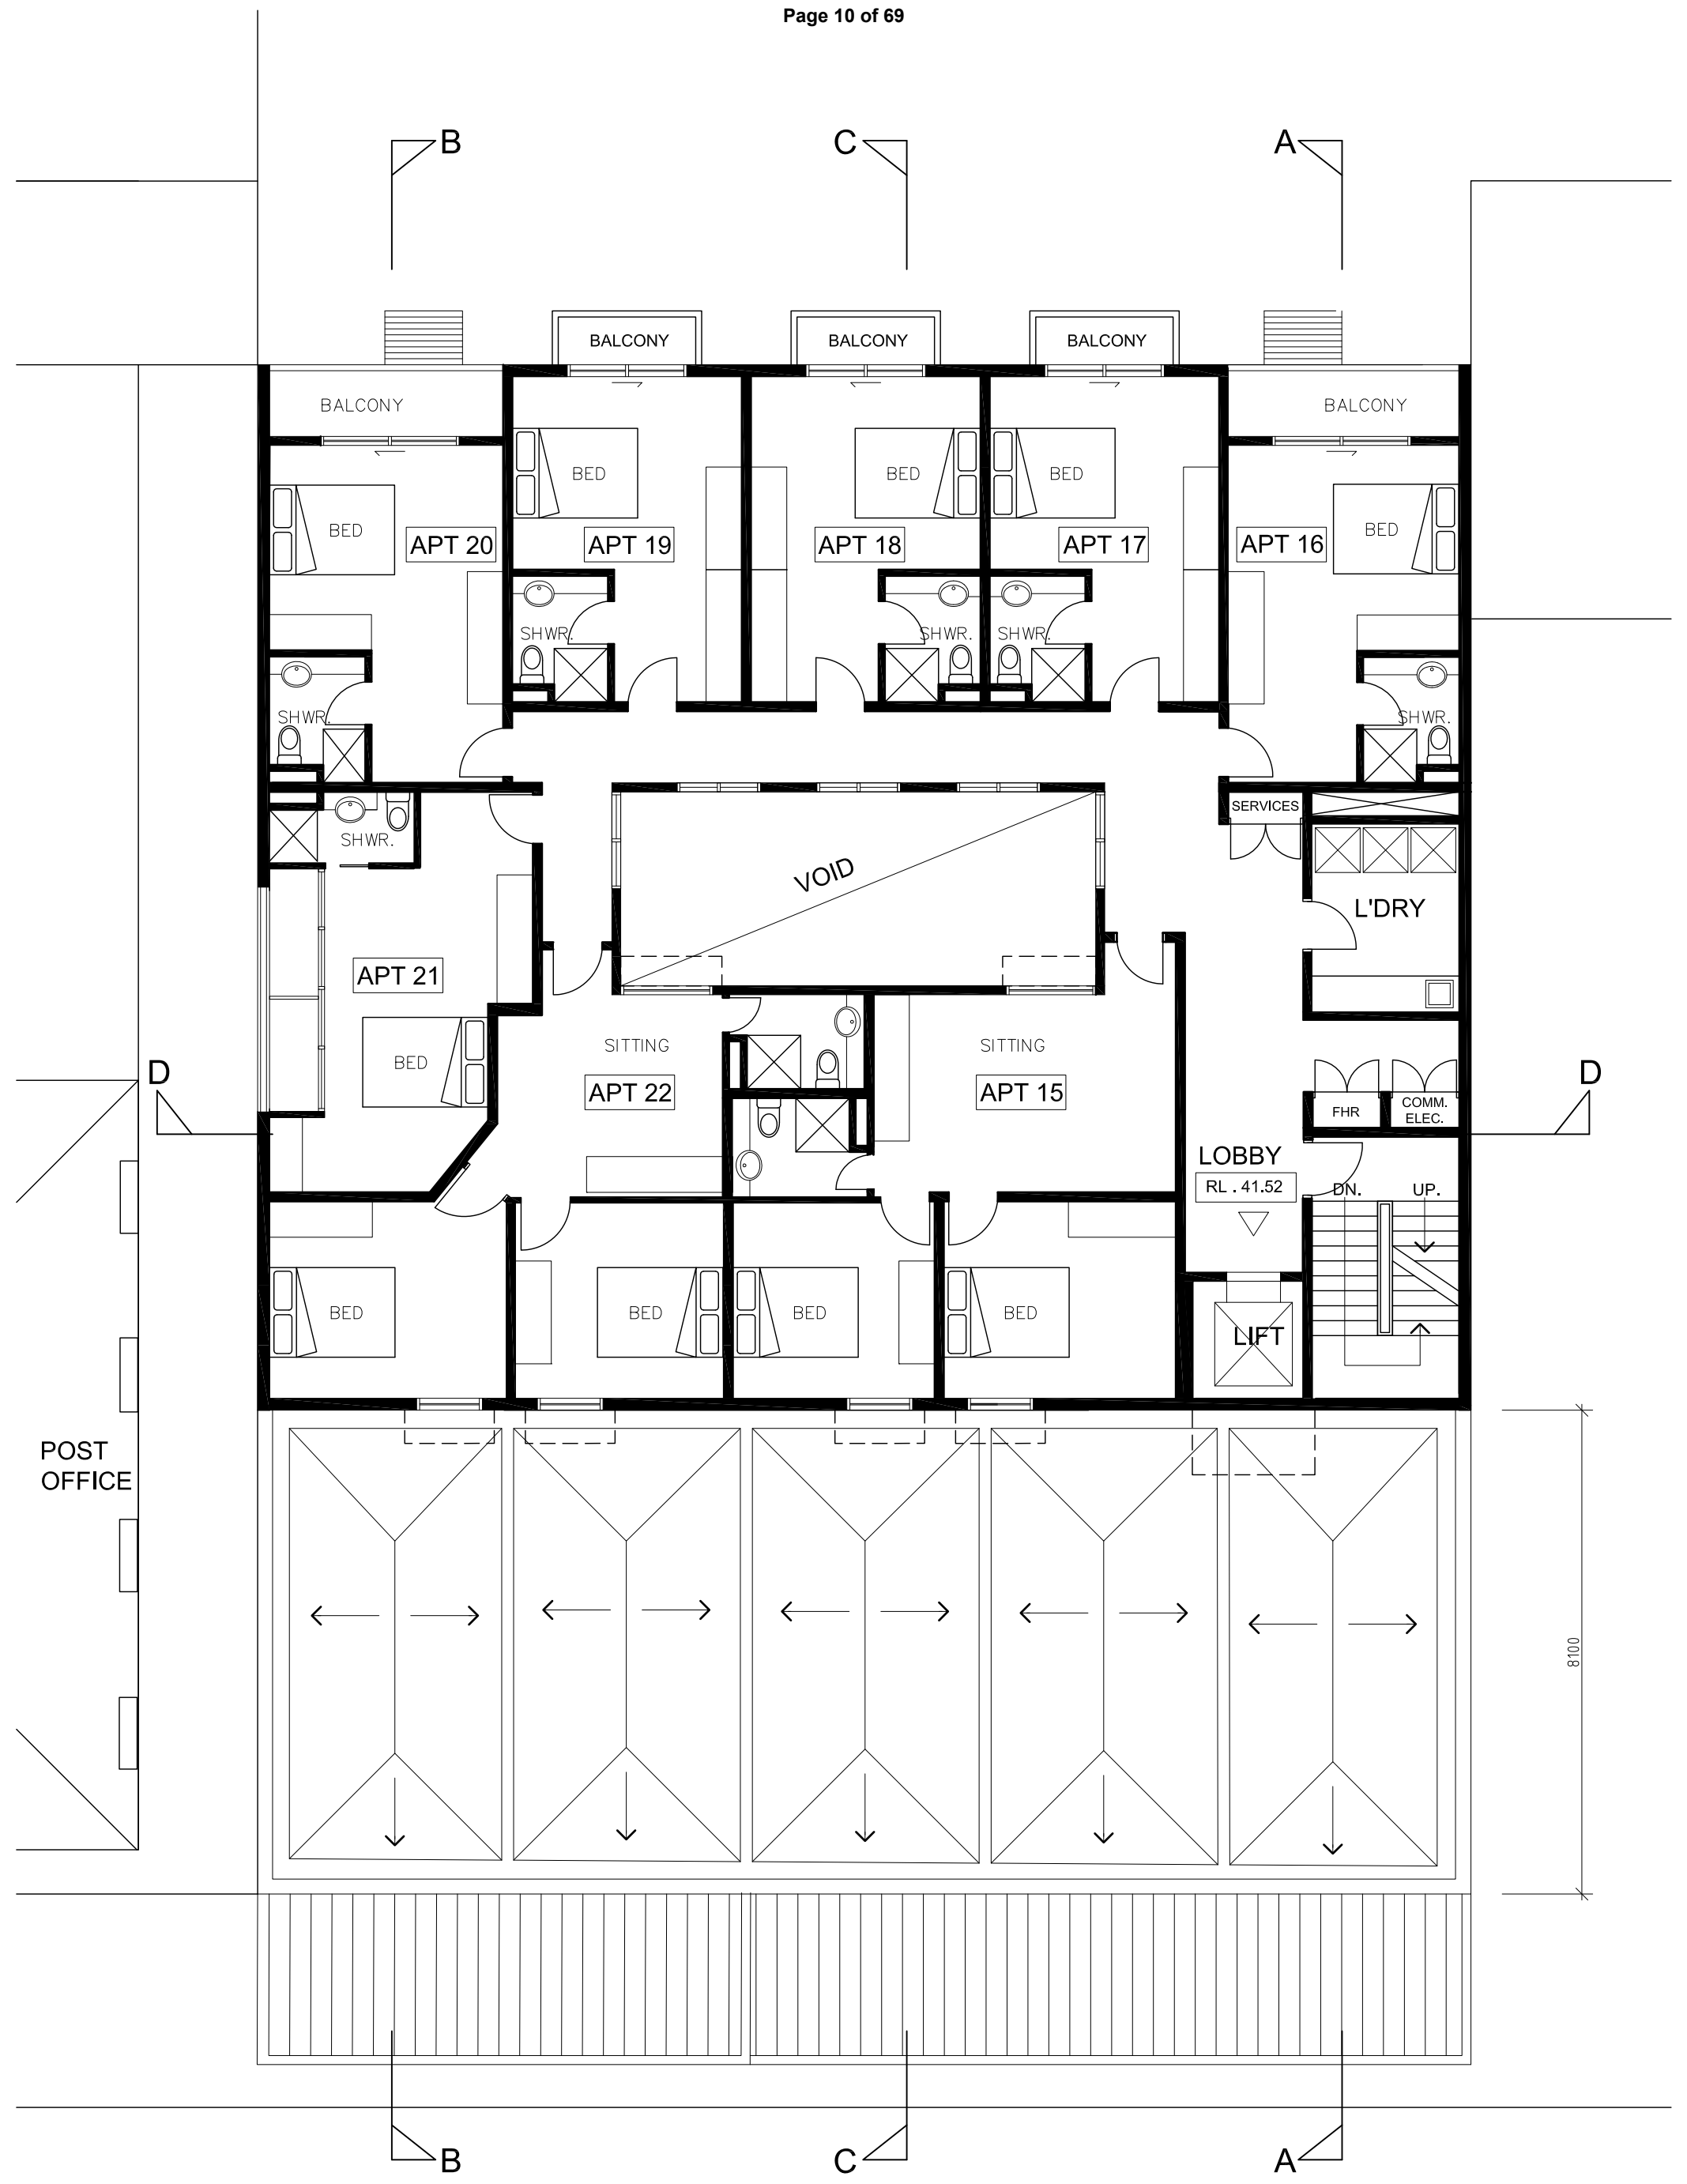 Page 10 of 69
B
C
A
BALCONY
BALCONY
BALCONY
BALCONY
BALCONY
BED
BED
BED
BED
BED
APT 20
APT 19
APT 18
APT 17
APT 16
SHWR.
SHWR.
SHWR.
SHWR.
SHWR.
SERVICES
SHWR.
VOID
L'DRY
APT 21
SITTING
SITTING
BED
D
D
APT 22
APT 15
FHR
COMM.
ELEC.
LOBBY
RL . 41.52
DN.
UP.
BED
BED
BED
BED
LIFT
POST
OFFICE
8100
B
C
A